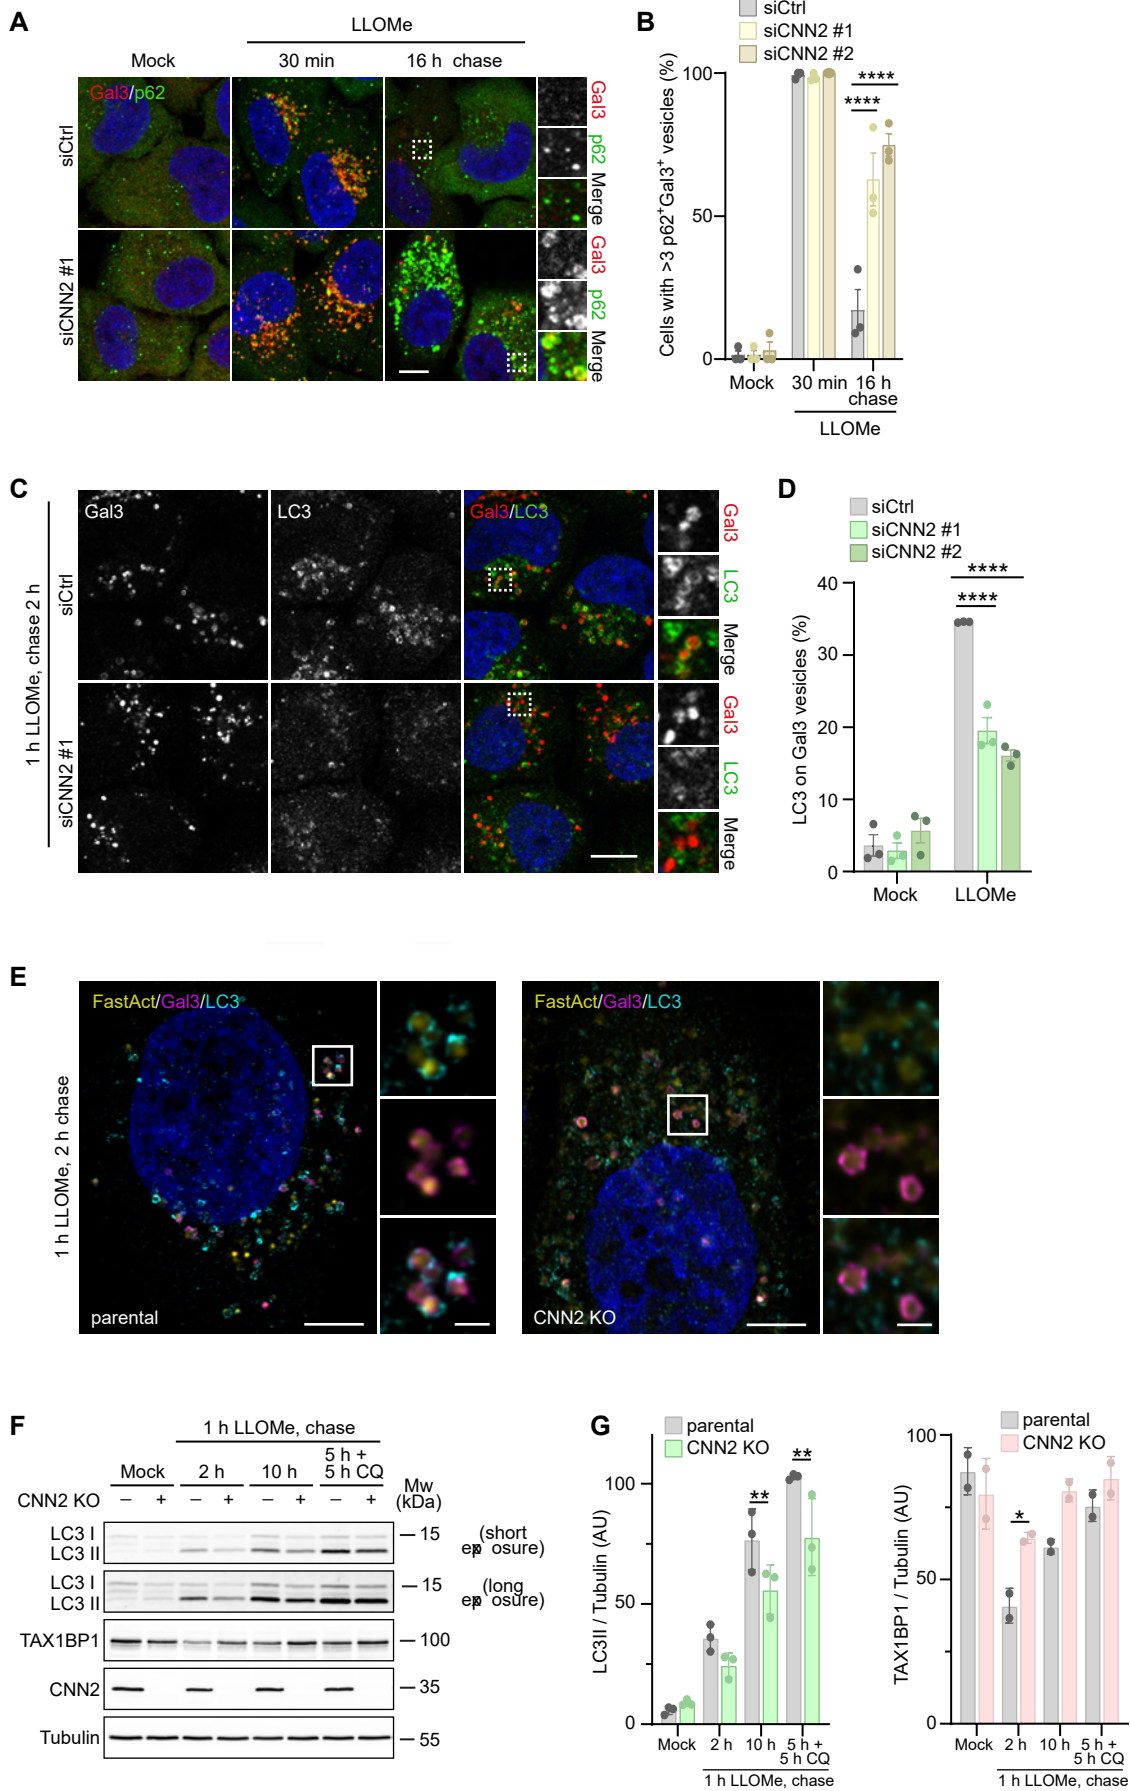 A
LLOMe
Mock
30 min
16 h chase
Gal3/p62
siCtrl
siCNN2 #1
Gal3
p62
Merge
Gal3
p62
Merge
B
siCtrl
siCNN2 #1
siCNN2 #2
Cells with >3 p62+Gal3+ vesicles (%)
100
50
0
****
****
Mock
30 min
16 h
chase
LLOMe
C
1 h LLOMe, chase 2 h
siCtrl
siCNN2 #1
Gal3
LC3
Gal3/LC3
Gal3
LC3
Merge
Gal3
LC3
Merge
D
siCtrl
siCNN2 #1
siCNN2 #2
LC3 on Gal3 vesicles (%)
40
30
20
10
0
****
****
Mock
LLOMe
E
1 h LLOMe, 2 h chase
FastAct/Gal3/LC3
parental
FastAct/Gal3/LC3
CNN2 KO
F
1 h LLOMe, chase
Mock
2 h
10 h
5 h +
5 h CQ
Mw
(kDa)
CNN2 KO – + – + – + – +
LC3 I
LC3 II
15
(short
exposure)
LC3 I
LC3 II
15
(long
exposure)
TAX1BP1
100
CNN2
35
Tubulin
55
G
parental
CNN2 KO
LC3II / Tubulin (AU)
100
50
0
**
**
Mock
2 h
10 h
5 h +
5 h CQ
1 h LLOMe, chase
parental
CNN2 KO
TAX1BP1 / Tubulin (AU)
100
50
0
*
Mock
2 h
10 h
5 h +
5 h CQ
1 h LLOMe, chase